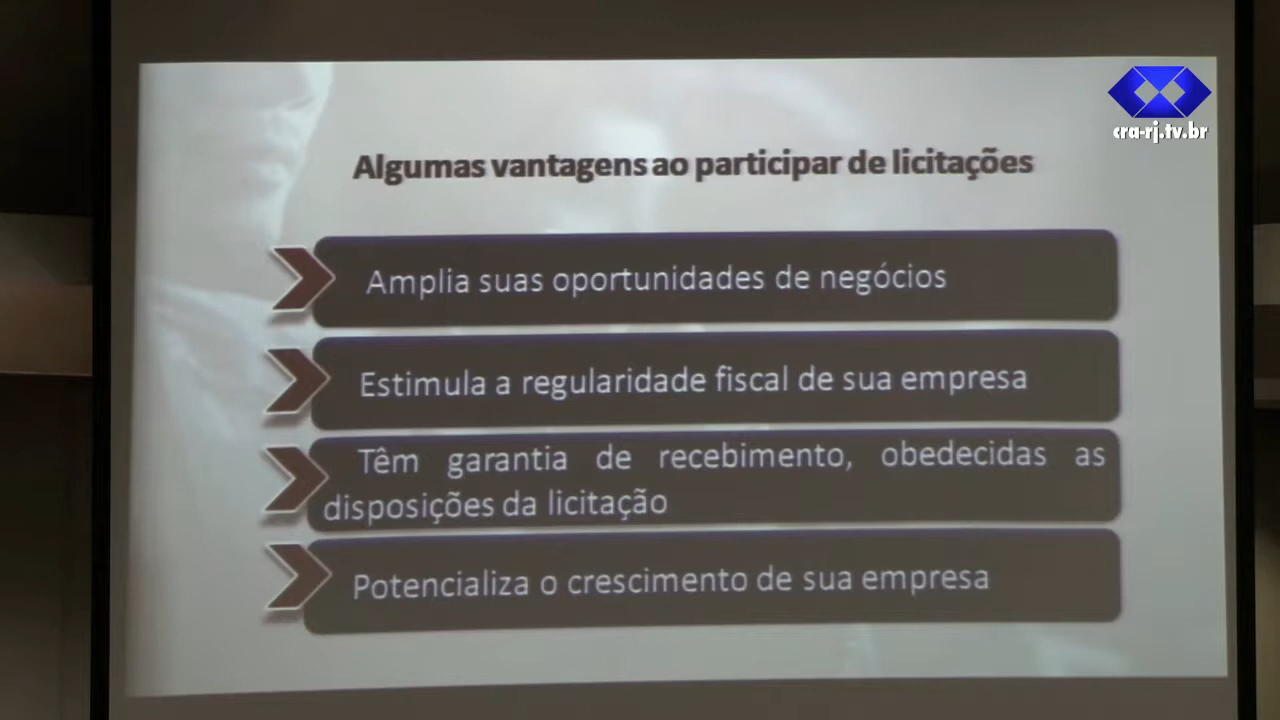 cra-rj.tv.br
Algumas vantagens ao participar de licitações
Amplia suas oportunidades de negócios
Estimula a regularidade fiscal de sua empresa
Têm garantia de recebimento, obedecidas as
disposições da licitação
Potencializa o crescimento de sua empresa